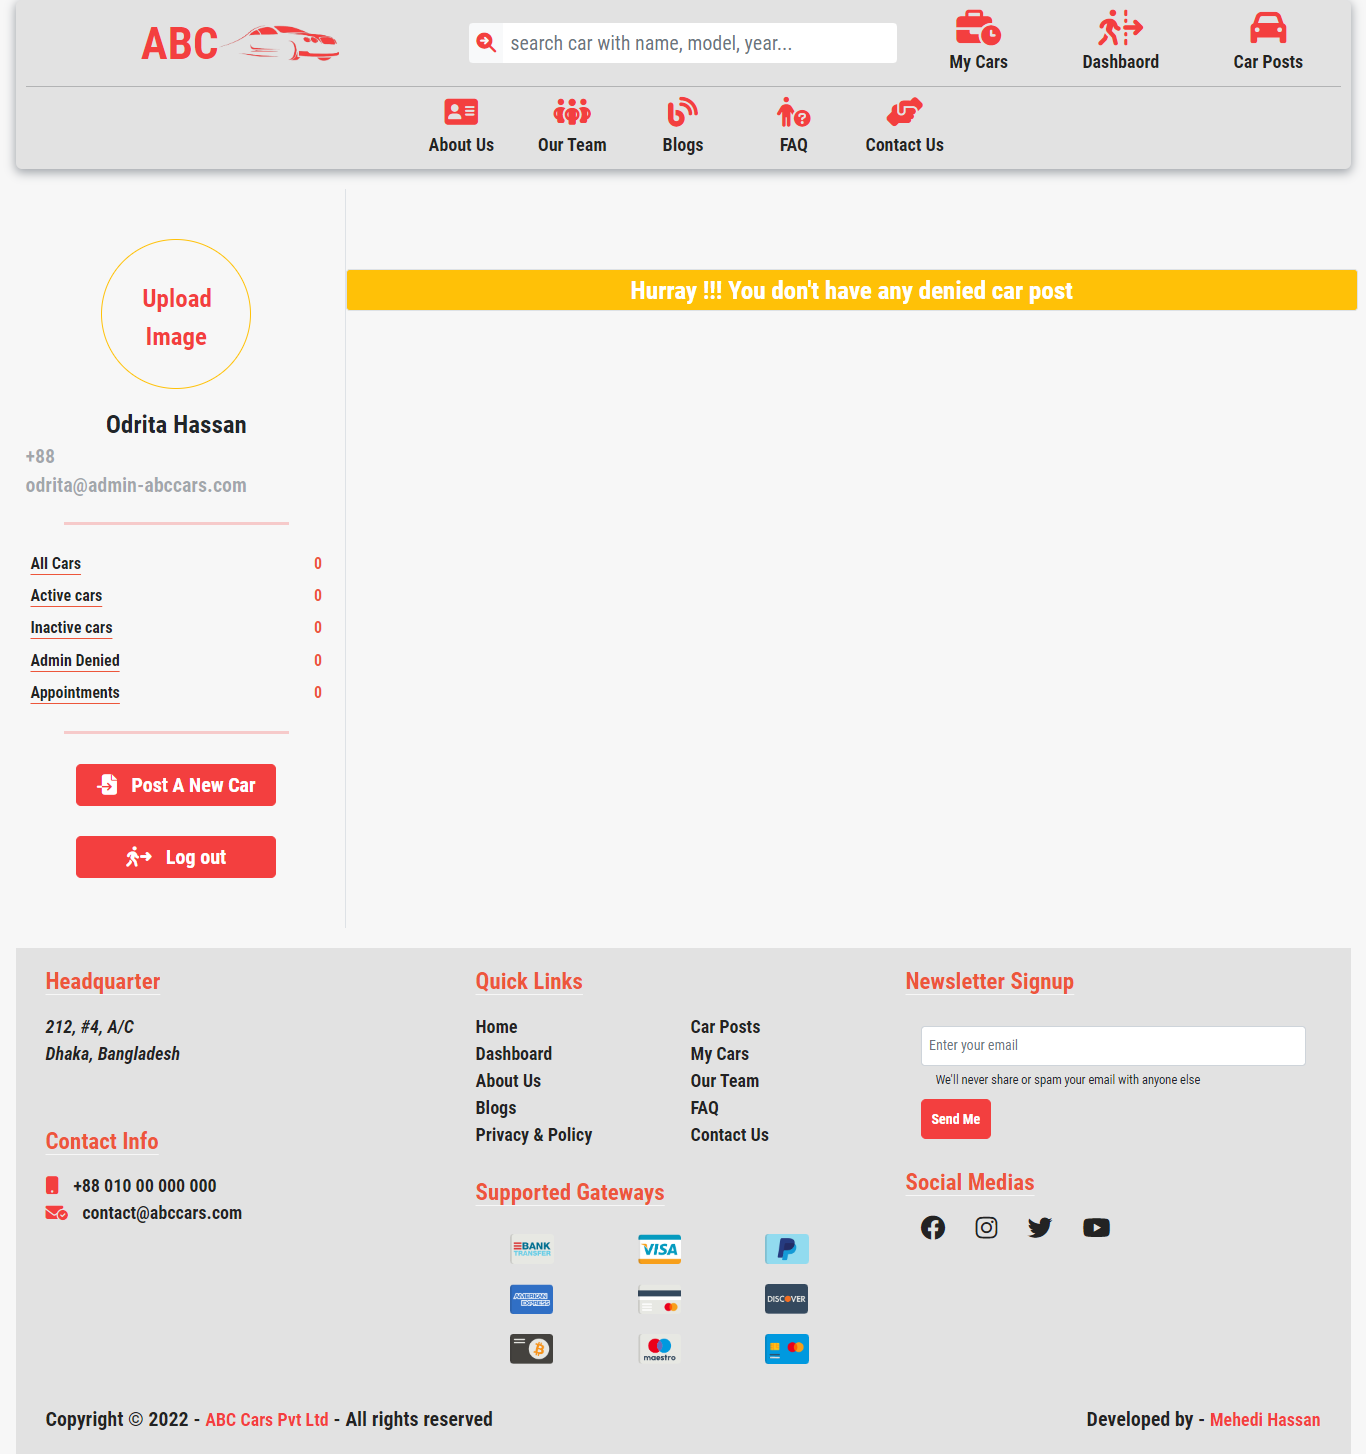 ABC
search car with name, model, year...
My Cars
Dashbaord
Car Posts
About Us
Our Team
Blogs
FAQ
Contact Us
Upload
Image
Odrita Hassan
+88
odrita@admin-abccars.com
All Cars 0
Active cars 0
Inactive cars 0
Admin Denied 0
Appointments 0
Post A New Car
Log out
Hurray !!! You don't have any denied car post
Headquarter
212, #4, A/C
Dhaka, Bangladesh
Contact Info
+88 010 00 000 000
contact@abccars.com
Quick Links
Home
Dashboard
About Us
Blogs
Privacy & Policy
Car Posts
My Cars
Our Team
FAQ
Contact Us
Supported Gateways
BANK
TRANSFER
VISA
AMERICAN
EXPRESS
DISCOVER
maestro
Newsletter Signup
Enter your email
We'll never share or spam your email with anyone else
Send Me
Social Medias
Copyright © 2022 - ABC Cars Pvt Ltd - All rights reserved
Developed by - Mehedi Hassan